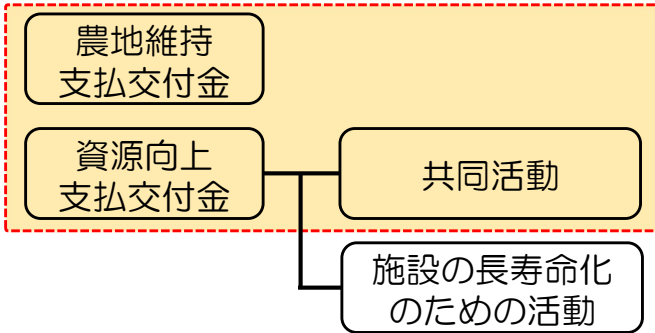 農地維持
支払交付金
資源向上
支払交付金
共同活動
施設の長寿命化
のための活動